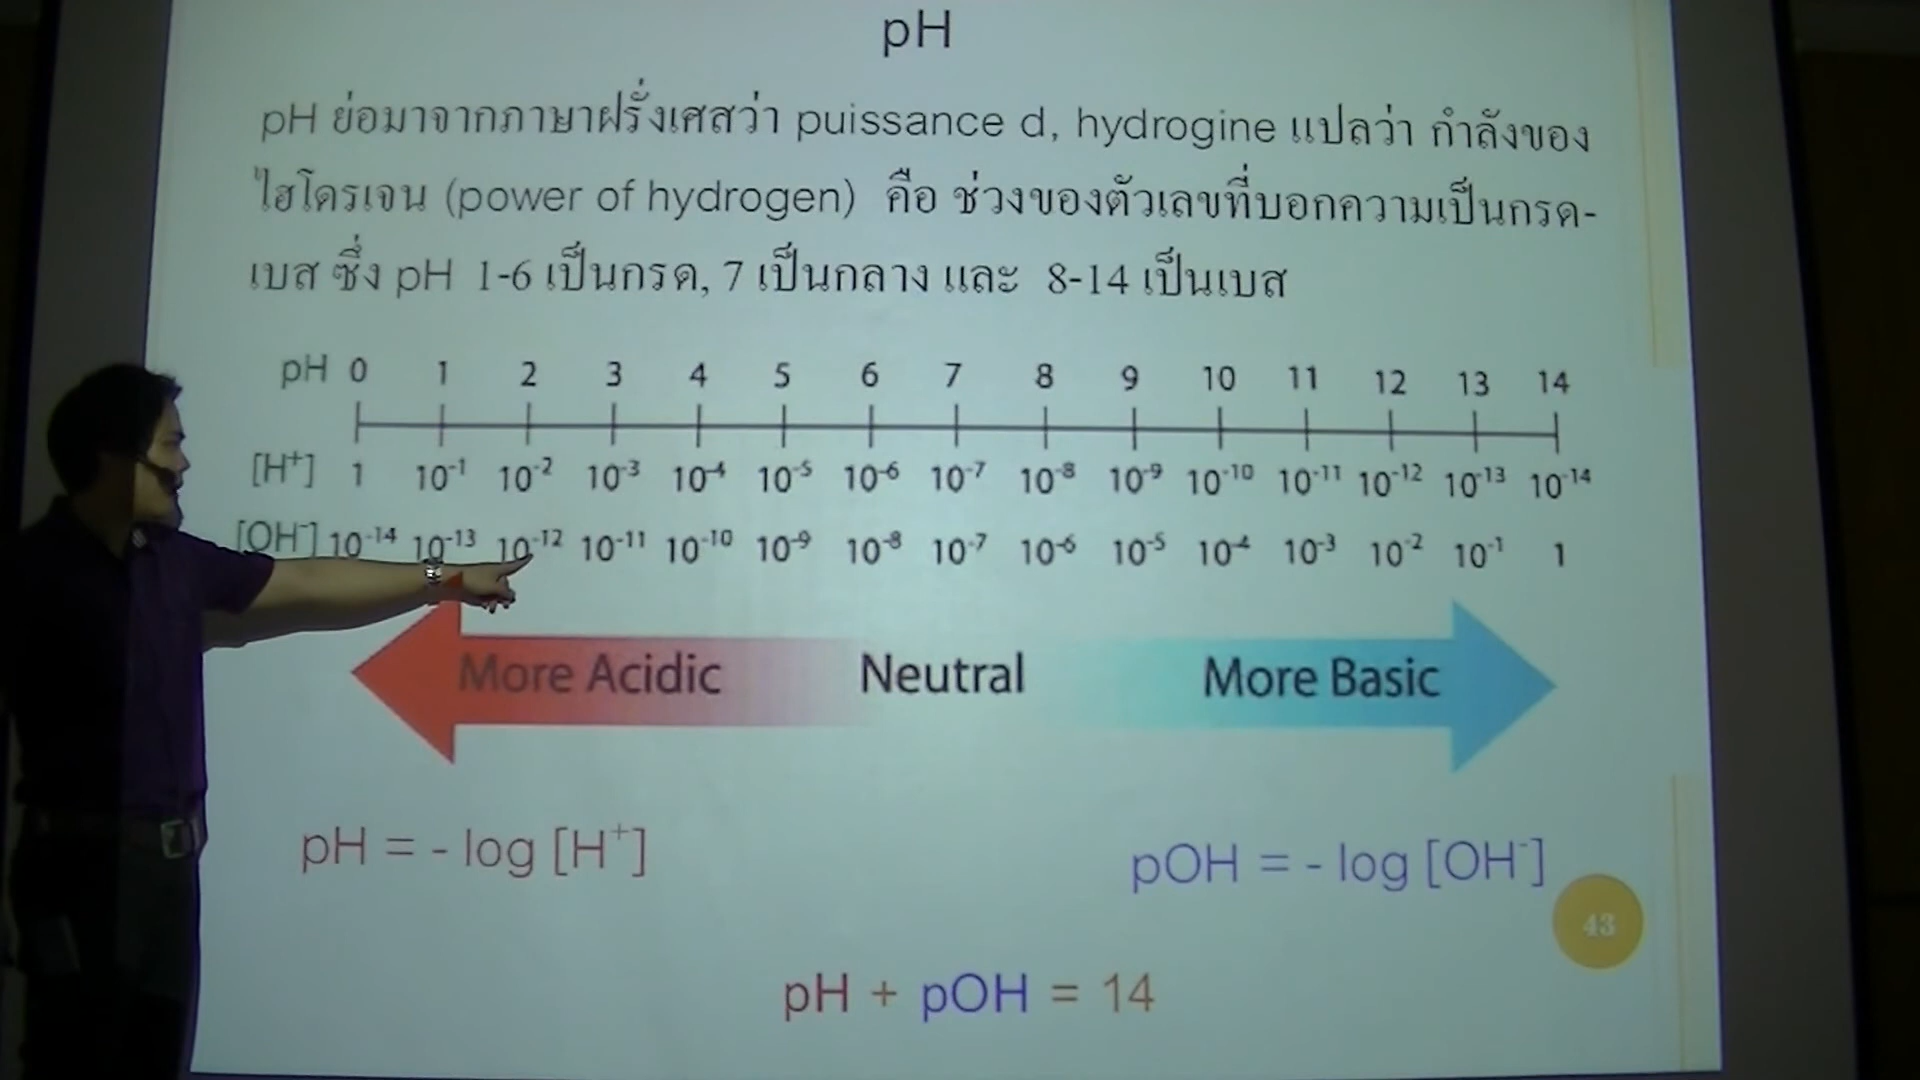 pH
pH ย่อมาจากภาษาฝรั่งเศสว่า puissance d, hydrogine แปลว่า กำลังของ
ไฮโดรเจน (power of hydrogen) คือ ช่วงของตัวเลขที่บอกความเป็นกรด-
เบส ซึ่ง pH 1-6 เป็นกรด, 7 เป็นกลาง และ 8-14 เป็นเบส
pH 0 1 2 3 4 5 6 7 8 9 10 11 12 13 14
[H⁺] 1 10⁻¹ 10⁻² 10⁻³ 10⁻⁴ 10⁻⁵ 10⁻⁶ 10⁻⁷ 10⁻⁸ 10⁻⁹ 10⁻¹⁰ 10⁻¹¹ 10⁻¹² 10⁻¹³ 10⁻¹⁴
[OH⁻] 10⁻¹⁴ 10⁻¹³ 10⁻¹² 10⁻¹¹ 10⁻¹⁰ 10⁻⁹ 10⁻⁸ 10⁻⁷ 10⁻⁶ 10⁻⁵ 10⁻⁴ 10⁻³ 10⁻² 10⁻¹ 1
More Acidic Neutral More Basic
pH = - log [H⁺] pOH = - log [OH⁻]
43
pH + pOH = 14